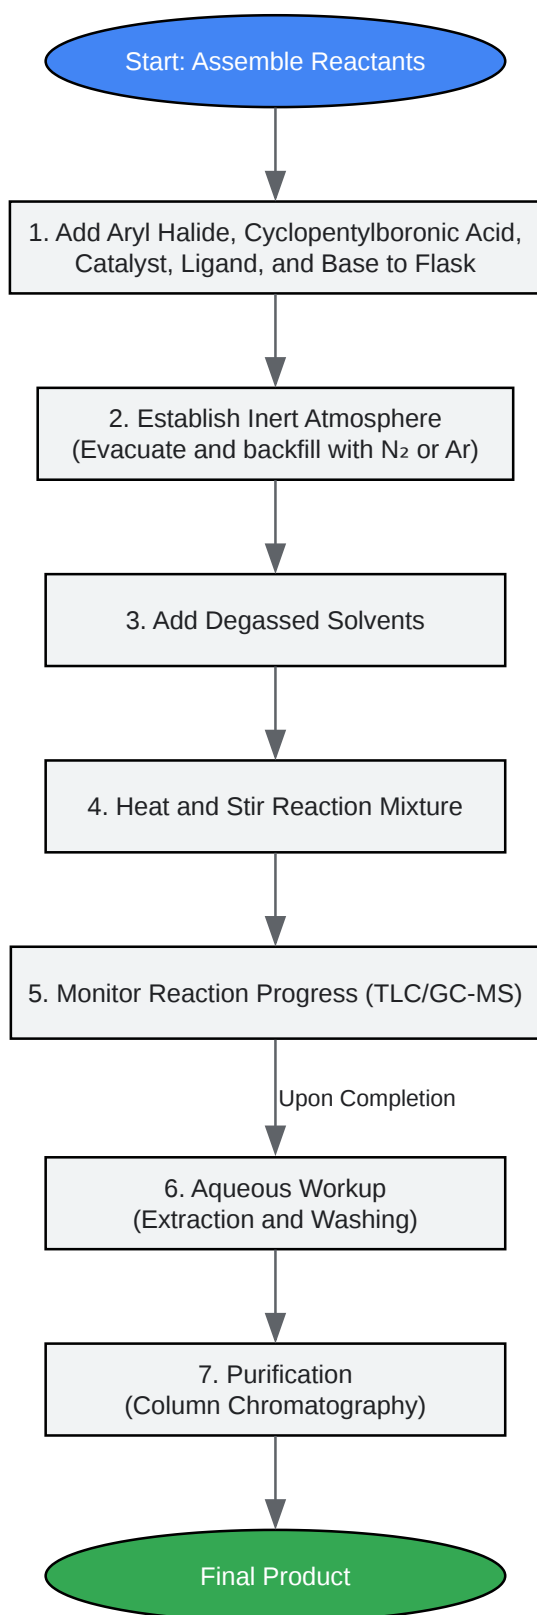 Start: Assemble Reactants
1. Add Aryl Halide, Cyclopentylboronic Acid,
Catalyst, Ligand, and Base to Flask
2. Establish Inert Atmosphere
(Evacuate and backfill with N₂ or Ar)
3. Add Degassed Solvents
4. Heat and Stir Reaction Mixture
5. Monitor Reaction Progress (TLC/GC-MS)
Upon Completion
6. Aqueous Workup
(Extraction and Washing)
7. Purification
(Column Chromatography)
Final Product